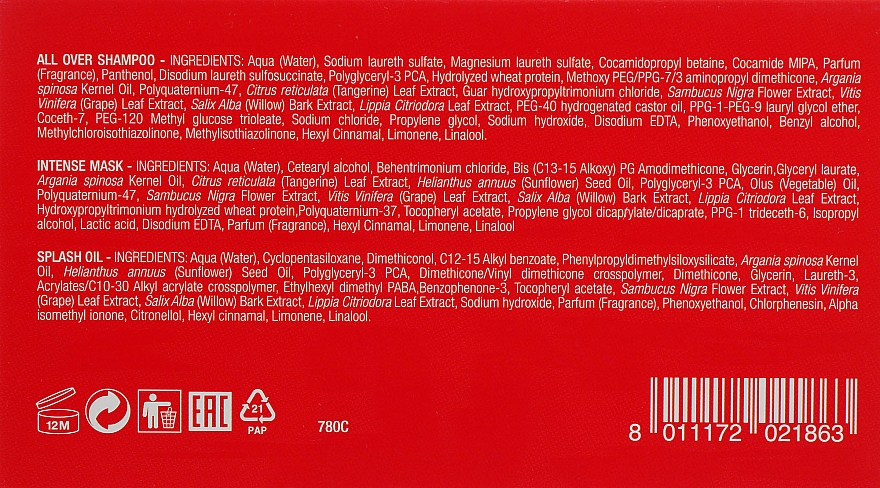 ALL OVER SHAMPOO - INGREDIENTS: Aqua (Water), Sodium laureth sulfate, Magnesium laureth sulfate, Cocamidopropyl betaine, Cocamide MIPA, Parfum
(Fragrance), Panthenol, Disodium laureth sulfosuccinate, Polyglyceryl-3 PCA, Hydrolyzed wheat protein, Methoxy PEG/PPG-7/3 aminopropyl dimethicone, Argania
spinosa Kernel Oil, Polyquaternium-47, Citrus reticulata (Tangerine) Leaf Extract, Guar hydroxypropyltrimonium chloride, Sambucus Nigra Flower Extract, Vitis
Vinifera (Grape) Leaf Extract, Salix Alba (Willow) Bark Extract, Lippia Citriodora Leaf Extract, PEG-40 hydrogenated castor oil, PPG-1-PEG-9 lauryl glycol ether,
Coceth-7, PEG-120 Methyl glucose trioleate, Sodium chloride, Propylene glycol, Sodium hydroxide, Disodium EDTA, Phenoxyethanol, Benzyl alcohol,
Methylchloroisothiazolinone, Methylisothiazolinone, Hexyl Cinnamal, Limonene, Linalool.
INTENSE MASK - INGREDIENTS: Aqua (Water), Cetearyl alcohol, Behentrimonium chloride, Bis (C13-15 Alkoxy) PG Amodimethicone, Glycerin,Glyceryl laurate,
Argania spinosa Kernel Oil, Citrus reticulata (Tangerine) Leaf Extract, Helianthus annuus (Sunflower) Seed Oil, Polyglyceryl-3 PCA, Olus (Vegetable) Oil,
Polyquaternium-47, Sambucus Nigra Flower Extract, Vitis Vinifera (Grape) Leaf Extract, Salix Alba (Willow) Bark Extract, Lippia Citriodora Leaf Extract,
Hydroxypropyltrimonium hydrolyzed wheat protein,Polyquaternium-37, Tocopheryl acetate, Propylene glycol dicaprylate/dicaprate, PPG-1 trideceth-6, Isopropyl
alcohol, Lactic acid, Disodium EDTA, Parfum (Fragrance), Hexyl Cinnamal, Limonene, Linalool
SPLASH OIL - INGREDIENTS: Aqua (Water), Cyclopentasiloxane, Dimethiconol, C12-15 Alkyl benzoate, Phenylpropyldimethylsiloxysilicate, Argania spinosa Kernel
Oil, Helianthus annuus (Sunflower) Seed Oil, Polyglyceryl-3 PCA, Dimethicone/Vinyl dimethicone crosspolymer, Dimethicone, Glycerin, Laureth-3,
Acrylates/C10-30 Alkyl acrylate crosspolymer, Ethylhexyl dimethyl PABA,Benzophenone-3, Tocopheryl acetate, Sambucus Nigra Flower Extract, Vitis Vinifera
(Grape) Leaf Extract, Salix Alba (Willow) Bark Extract, Lippia Citriodora Leaf Extract, Sodium hydroxide, Parfum (Fragrance), Phenoxyethanol, Chlorphenesin, Alpha
isomethyl ionone, Citronellol, Hexyl cinnamal, Limonene, Linalool.
12M
EAC
21
PAP
780C
8 011172 021863